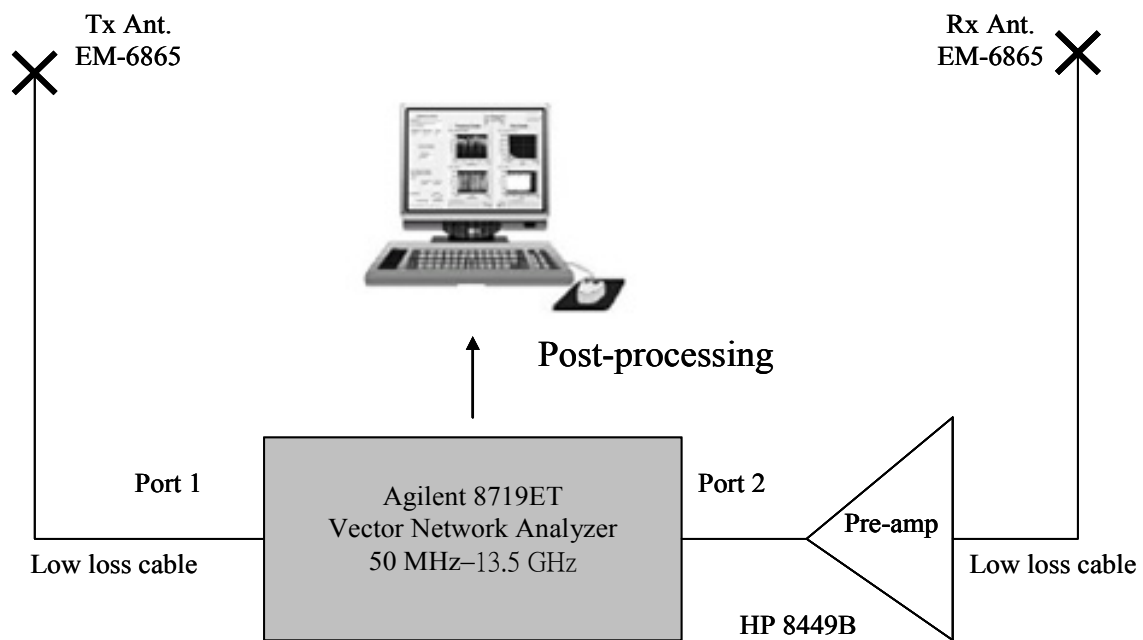 Tx Ant.
EM-6865
Rx Ant.
EM-6865
Post-processing
Port 1
Agilent 8719ET
Vector Network Analyzer
50 MHz–13.5 GHz
Port 2
Pre-amp
Low loss cable
Low loss cable
HP 8449B